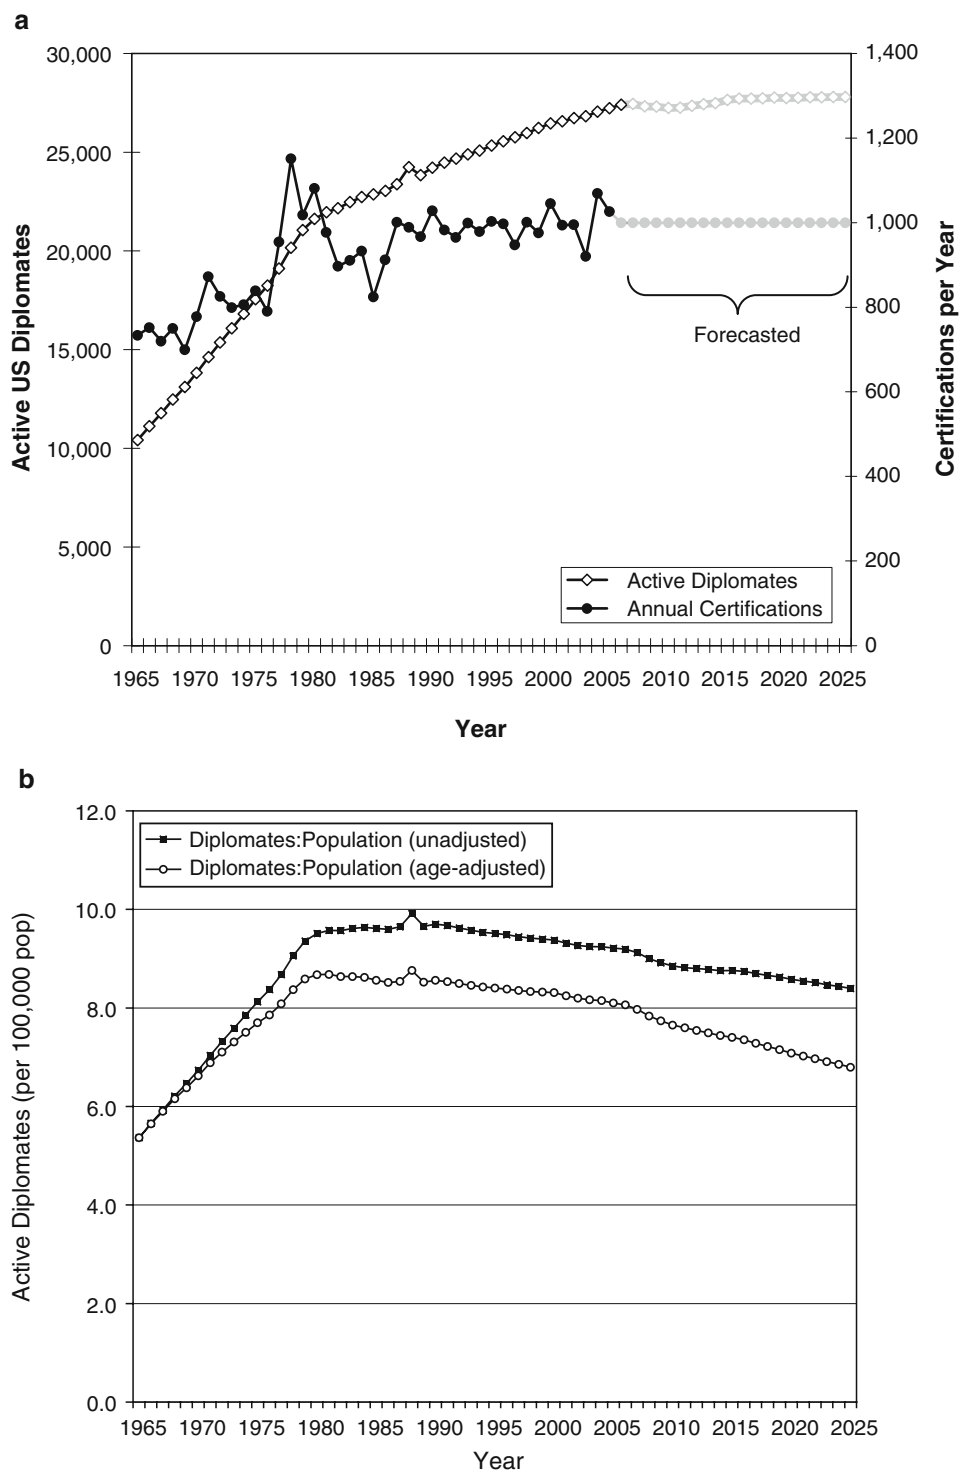 a
30,000
25,000
20,000
15,000
10,000
5,000
0
Active US Diplomates
1,400
1,200
1,000
800
600
400
200
0
Certifications per Year
Forecasted
Active Diplomates
Annual Certifications
1965 1970 1975 1980 1985 1990 1995 2000 2005 2010 2015 2020 2025
Year
b
12.0
10.0
8.0
6.0
4.0
2.0
0.0
Active Diplomates (per 100,000 pop)
Diplomates:Population (unadjusted)
Diplomates:Population (age-adjusted)
1965 1970 1975 1980 1985 1990 1995 2000 2005 2010 2015 2020 2025
Year